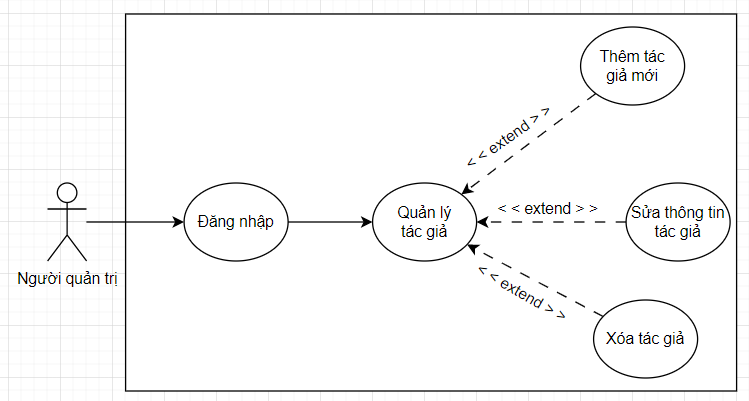 Thêm tác
giả mới
< < extend > >
Đăng nhập
Quản lý
tác giả
< < extend > >
Sửa thông tin
tác giả
Người quản trị
< < extend > >
Xóa tác giả